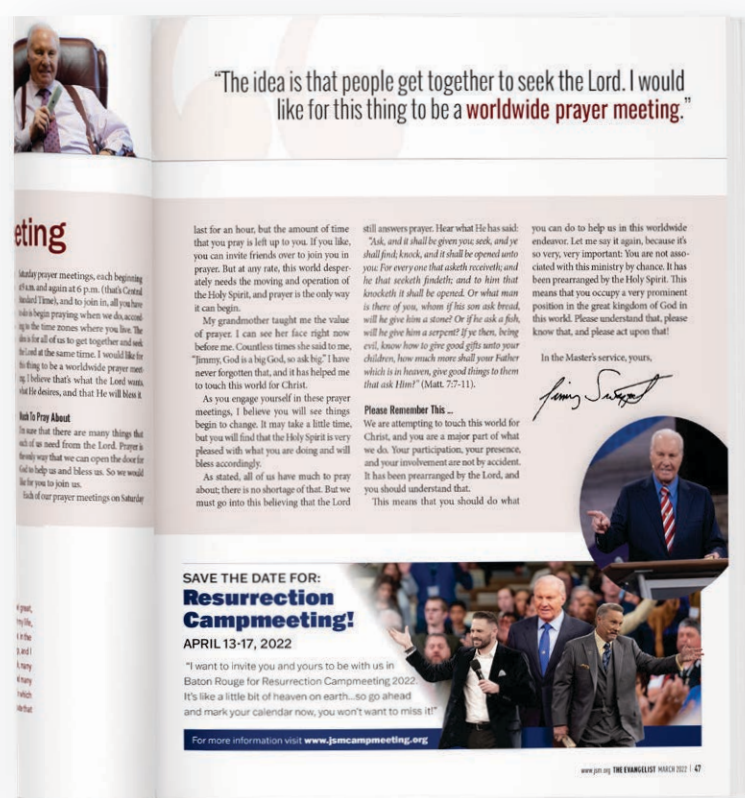 “The idea is that people get together to seek the Lord. I would
like for this thing to be a worldwide prayer meeting.”
eting
Saturday prayer meetings, each beginning
at 9 a.m. and again at 6 p.m. (that's Central
Standard Time), and to join in, all you have
to do is begin praying when we do, accord-
ing to the time zones where you live. The
idea is for all of us to get together and seek
the Lord at the same time. I would like for
this thing to be a worldwide prayer meet-
ing. I believe that's what the Lord wants,
what He desires, and that He will bless it.
Much To Pray About
I'm sure that there are many things that
each of us need from the Lord. Prayer is
the only way that we can open the door for
God to help us and bless us. So we would
like for you to join us.
Each of our prayer meetings on Saturday
great,
my life,
in the
and I
many
many
which
that
last for an hour, but the amount of time
that you pray is left up to you. If you like,
you can invite friends over to join you in
prayer. But at any rate, this world desper-
ately needs the moving and operation of
the Holy Spirit, and prayer is the only way
it can begin.
My grandmother taught me the value
of prayer. I can see her face right now
before me. Countless times she said to me,
“Jimmy, God is a big God, so ask big.” I have
never forgotten that, and it has helped me
to touch this world for Christ.
As you engage yourself in these prayer
meetings, I believe you will see things
begin to change. It may take a little time,
but you will find that the Holy Spirit is very
pleased with what you are doing and will
bless accordingly.
As stated, all of us have much to pray
about; there is no shortage of that. But we
must go into this believing that the Lord
still answers prayer. Hear what He has said:
“Ask, and it shall be given you; seek, and ye
shall find; knock, and it shall be opened unto
you: For every one that asketh receiveth; and
he that seeketh findeth; and to him that
knocketh it shall be opened. Or what man
is there of you, whom if his son ask bread,
will he give him a stone? Or if he ask a fish,
will he give him a serpent? If ye then, being
evil, know how to give good gifts unto your
children, how much more shall your Father
which is in heaven, give good things to them
that ask Him?” (Matt. 7:7-11).
Please Remember This ...
We are attempting to touch this world for
Christ, and you are a major part of what
we do. Your participation, your presence,
and your involvement are not by accident.
It has been prearranged by the Lord, and
you should understand that.
This means that you should do what
you can do to help us in this worldwide
endeavor. Let me say it again, because it's
so very, very important: You are not asso-
ciated with this ministry by chance. It has
been prearranged by the Holy Spirit. This
means that you occupy a very prominent
position in the great kingdom of God in
this world. Please understand that, please
know that, and please act upon that!
In the Master's service, yours,
Jimmy Swaggart
SAVE THE DATE FOR:
Resurrection
Campmeeting!
APRIL 13-17, 2022
“I want to invite you and yours to be with us in
Baton Rouge for Resurrection Campmeeting 2022.
It's like a little bit of heaven on earth...so go ahead
and mark your calendar now, you won't want to miss it!”
For more information visit www.jsmcampmeeting.org
www.jsm.org THE EVANGELIST MARCH 2022 | 47